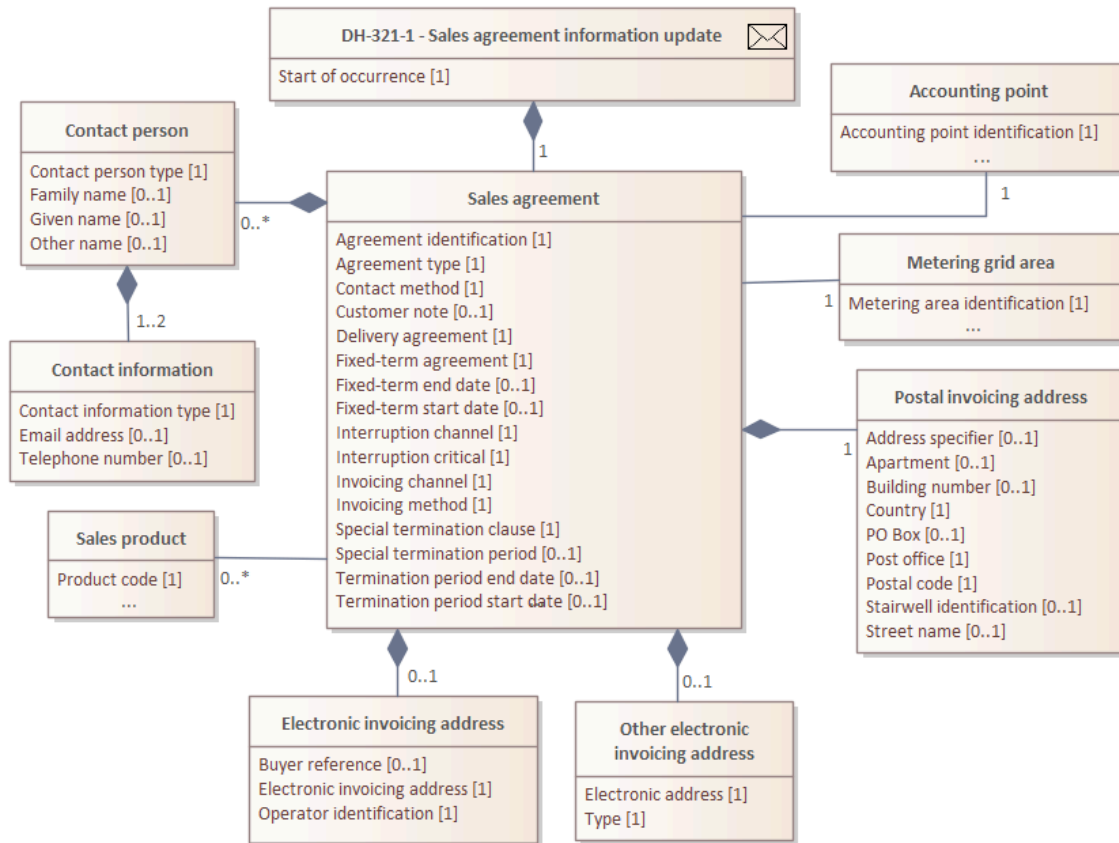 DH-321-1 - Sales agreement information update
Start of occurrence [1]
1
Contact person
Contact person type [1]
Family name [0..1]
Given name [0..1]
Other name [0..1]
0..*
1..2
Contact information
Contact information type [1]
Email address [0..1]
Telephone number [0..1]
Sales product
Product code [1]
...
0..*
Sales agreement
Agreement identification [1]
Agreement type [1]
Contact method [1]
Customer note [0..1]
Delivery agreement [1]
Fixed-term agreement [1]
Fixed-term end date [0..1]
Fixed-term start date [0..1]
Interruption channel [1]
Interruption critical [1]
Invoicing channel [1]
Invoicing method [1]
Special termination clause [1]
Special termination period [0..1]
Termination period end date [0..1]
Termination period start date [0..1]
...
Accounting point
Accounting point identification [1]
...
1
Metering grid area
Metering area identification [1]
...
1
Postal invoicing address
Address specifier [0..1]
Apartment [0..1]
Building number [0..1]
Country [1]
PO Box [0..1]
Post office [1]
Postal code [1]
Stairwell identification [0..1]
Street name [0..1]
1
0..1
Electronic invoicing address
Buyer reference [0..1]
Electronic invoicing address [1]
Operator identification [1]
0..1
Other electronic
invoicing address
Electronic address [1]
Type [1]